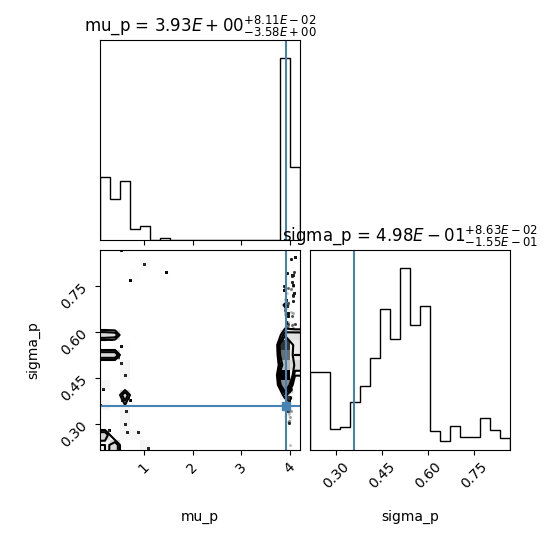 mu_p = 3.93E + 00+8.11E−02 −3.58E+00
sigma_p = 4.98E − 01+8.63E−02 −1.55E−01
0.75
0.60
0.45
0.30
sigma_p
1 2 3 4
0.30 0.45 0.60 0.75
mu_p sigma_p